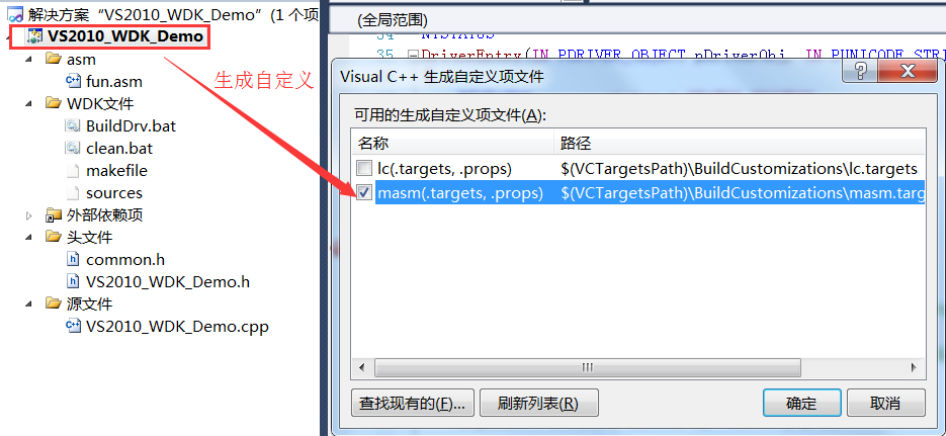 解决方案“VS2010_WDK_Demo”(1 个项
VS2010_WDK_Demo
asm
fun.asm
WDK文件
BuildDrv.bat
clean.bat
makefile
sources
外部依赖项
头文件
common.h
VS2010_WDK_Demo.h
源文件
VS2010_WDK_Demo.cpp
生成自定义
(全局范围)
34 NTSTATUS
35 DriverEntry(IN PDRIVER_OBJECT pDriverObj, IN PUNICODE_STRI
Visual C++ 生成自定义项文件
可用的生成自定义项文件(A):
名称 路径
lc(.targets, .props) $(VCTargetsPath)\BuildCustomizations\lc.targets
masm(.targets, .props) $(VCTargetsPath)\BuildCustomizations\masm.targ
查找现有的(F)... 刷新列表(R) 确定 取消